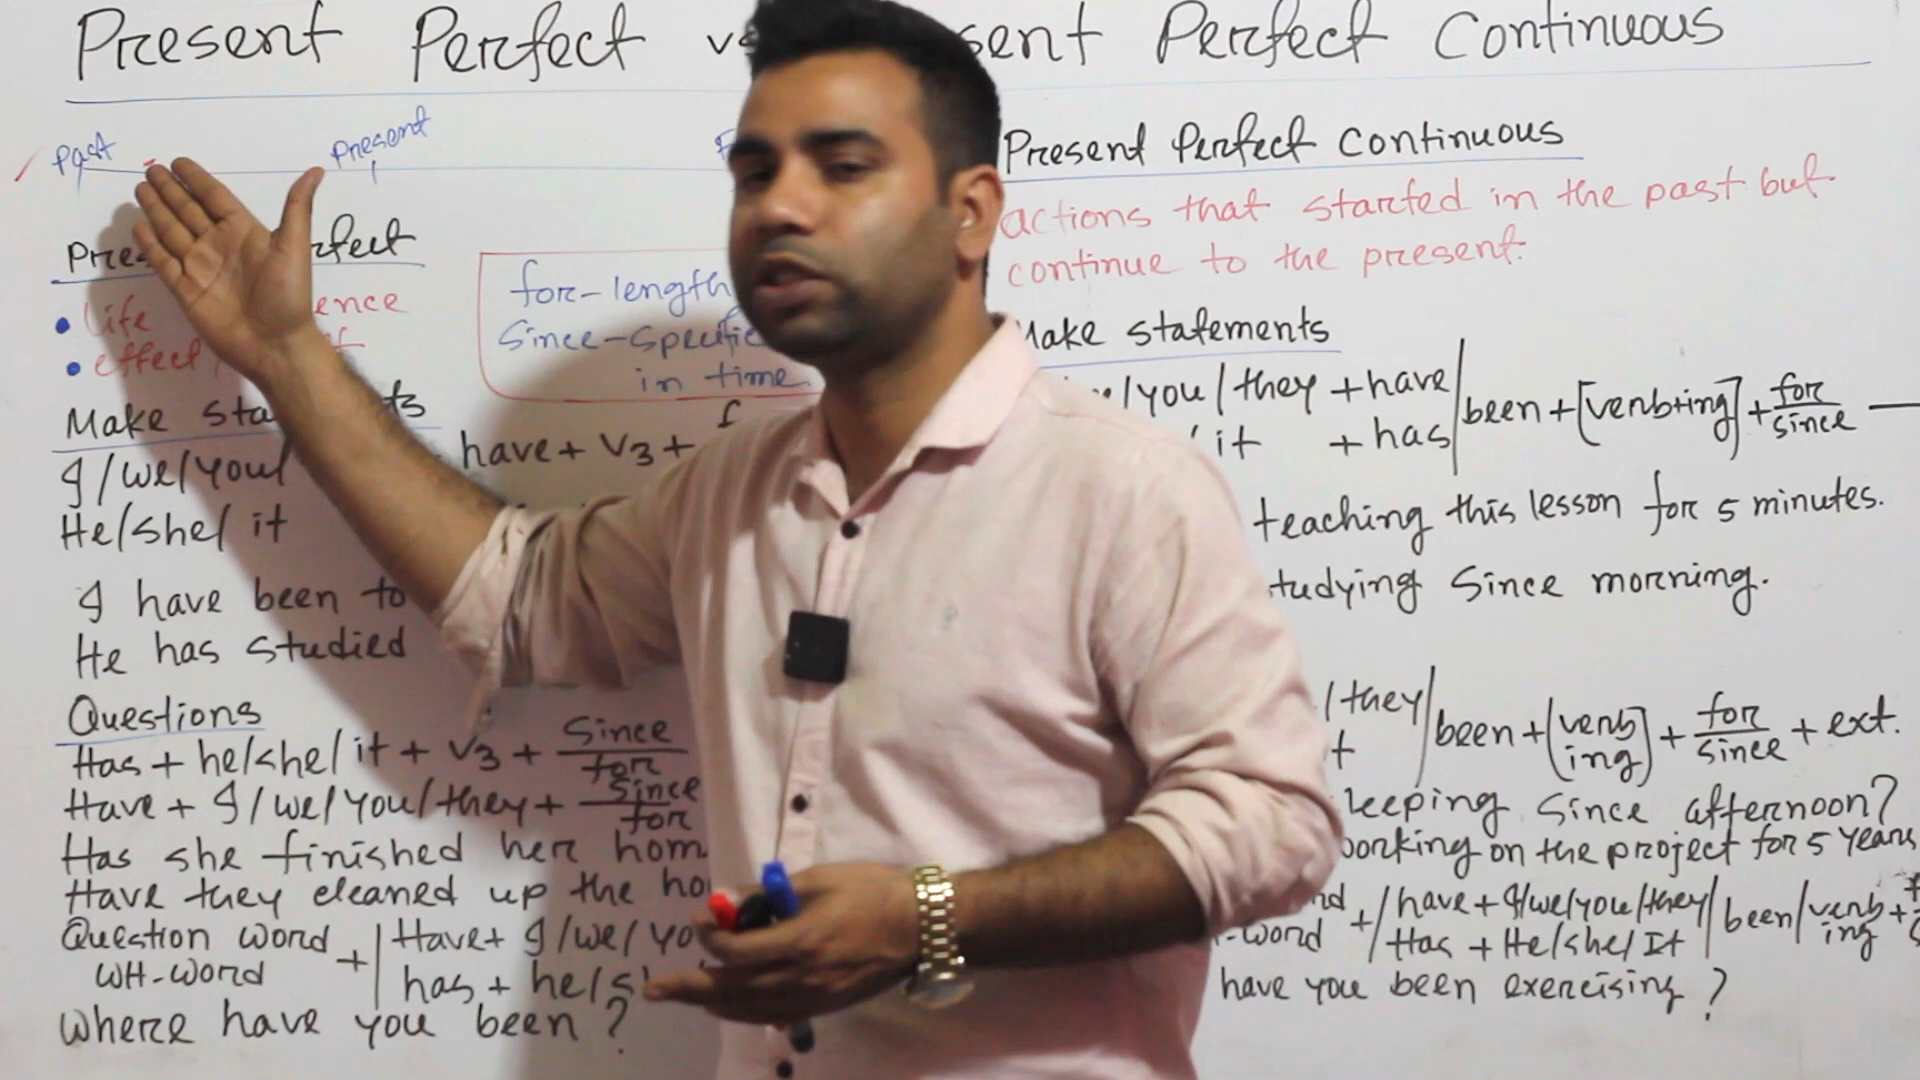 Present Perfect vs Present Perfect Continuous
Past
Present
Present Perfect
• life
ence
• effect
for - length
Since - Specific
in time
Make statements
I/we/you/
have + V3 +
He/she/ it
I have been to
He has studied
Questions
Has + he/she/ it + V3 + Since
for
Have + I/we/you/they + Since
for
Has she finished her hom
Have they cleaned up the ho
Question word
WH-word
+ | Have + I/we/yo
has + he/s
Where have you been?
Present Perfect Continuous
actions that started in the past but
continue to the present.
Make statements
/you/they + have
it + has
been + [verb+ing] + for
since
teaching this lesson for 5 minutes.
tudying Since morning.
/they
t
been + (verb
ing) + for
since + ext.
leeping Since afternoon?
orking on the project for 5 years
nd
-word
+ / have + I/we/you/they
Has + He/she/It
been/verb +
ing
have you been exercising?